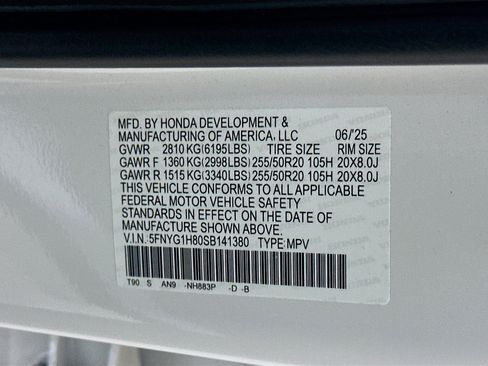 MFD. BY HONDA DEVELOPMENT &
MANUFACTURING OF AMERICA, LLC 06/'25
GVWR 2810 KG (6195LBS) TIRE SIZE RIM SIZE
GAWR F 1360 KG (2998LBS) 255/50R20 105H 20X8.0J
GAWR R 1515 KG (3340LBS) 255/50R20 105H 20X8.0J
THIS VEHICLE CONFORMS TO ALL APPLICABLE
FEDERAL MOTOR VEHICLE SAFETY
STANDARDS IN EFFECT ON THE DATE OF
MANUFACTURE SHOWN ABOVE.
V.I.N. 5FNYG1H80SB141380 TYPE: MPV
T90 S AN9 -NH883P -D -B